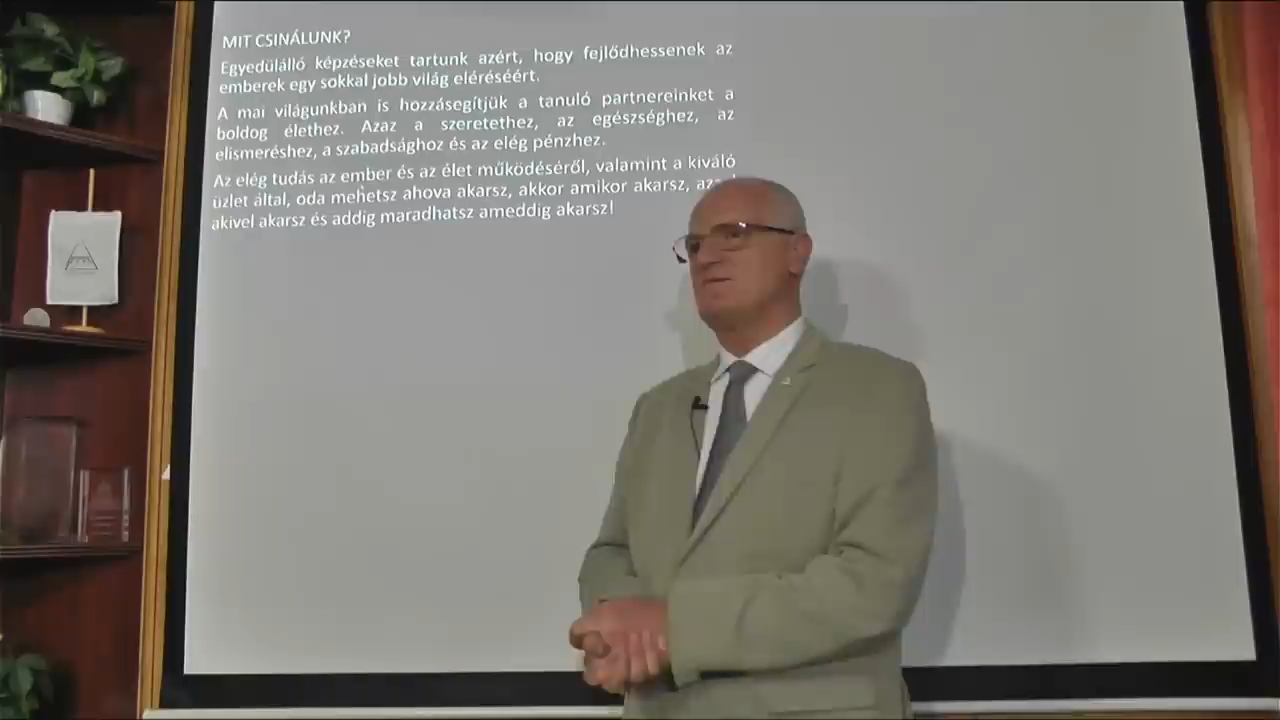 MIT CSINÁLUNK?
Egyedülálló képzéseket tartunk azért, hogy fejlődhessenek az
emberek egy sokkal jobb világ eléréséért.
A mai világunkban is hozzásegítjük a tanuló partnereinket a
boldog élethez. Azaz a szeretethez, az egészséghez, az
elismeréshez, a szabadsághoz és az elég pénzhez.
Az elég tudás az ember és az élet működéséről, valamint a kiváló
üzlet által, oda mehetsz ahova akarsz, akkor amikor akarsz,
akivel akarsz és addig maradhatsz ameddig akarsz!